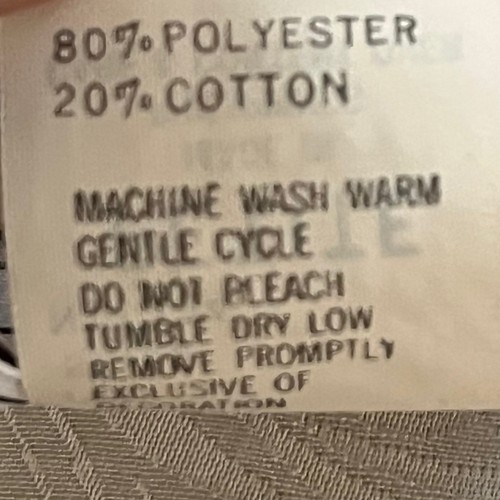 80% POLYESTER
20% COTTON
MACHINE WASH WARM
GENTLE CYCLE
DO NOT BLEACH
TUMBLE DRY LOW
REMOVE PROMPTLY
EXCLUSIVE OF